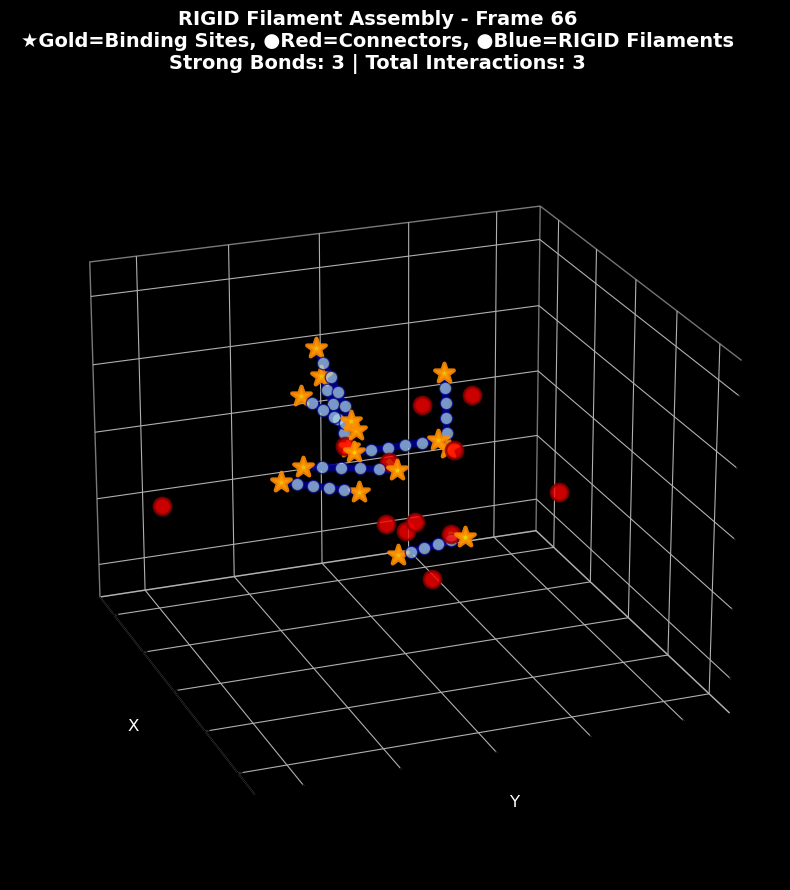 RIGID Filament Assembly - Frame 66
★Gold=Binding Sites, ●Red=Connectors, ●Blue=RIGID Filaments
Strong Bonds: 3 | Total Interactions: 3
X
Y